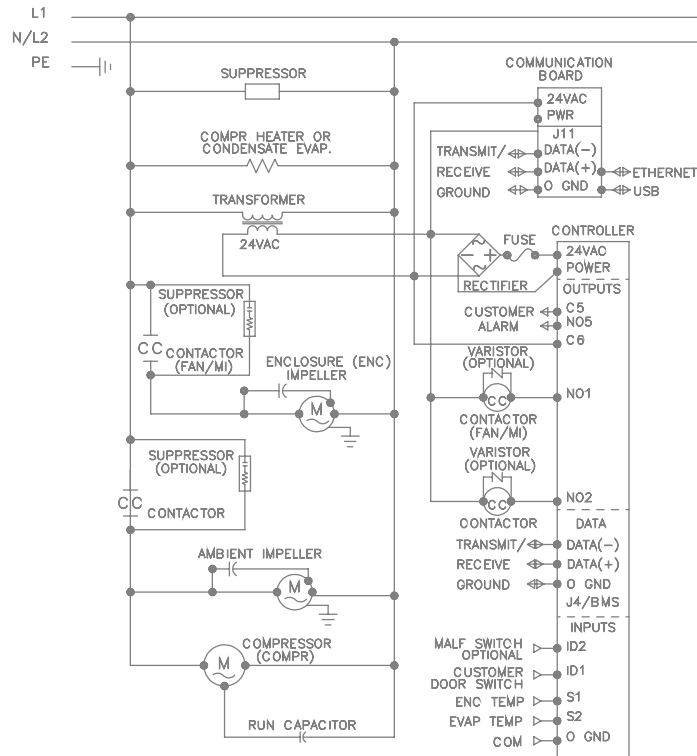 L1
N/L2
PE
SUPPRESSOR
COMPR HEATER OR
CONDENSATE EVAP.
TRANSFORMER
24VAC
SUPPRESSOR
(OPTIONAL)
CC
CONTACTOR
(FAN/MI)
ENCLOSURE (ENC)
IMPELLER
M
SUPPRESSOR
(OPTIONAL)
CC
CONTACTOR
AMBIENT IMPELLER
M
COMPRESSOR
(COMPR)
M
RUN CAPACITOR
COMMUNICATION
BOARD
24VAC
PWR
J11
TRANSMIT/ DATA(-)
RECEIVE DATA(+) ETHERNET
GROUND O GND USB
CONTROLLER
FUSE
24VAC
POWER
RECTIFIER
OUTPUTS
CUSTOMER C5
ALARM NO5
C6
VARISTOR
(OPTIONAL)
CC
NO1
CONTACTOR
(FAN/MI)
VARISTOR
(OPTIONAL)
CC
NO2
CONTACTOR
DATA
TRANSMIT/ DATA(-)
RECEIVE DATA(+)
GROUND O GND
J4/BMS
INPUTS
MALF SWITCH
OPTIONAL
ID2
CUSTOMER
DOOR SWITCH
ID1
ENC TEMP S1
EVAP TEMP S2
COM O GND